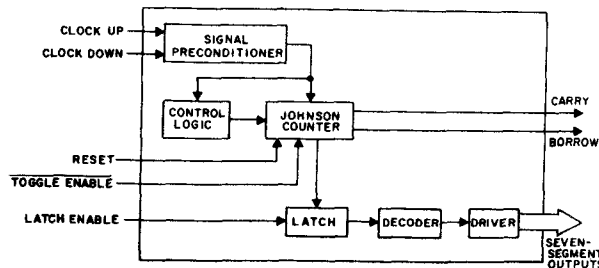 CLOCK UP
CLOCK DOWN
SIGNAL
PRECONDITIONER
CONTROL
LOGIC
JOHNSON
COUNTER
CARRY
BORROW
RESET
TOGGLE ENABLE
LATCH ENABLE
LATCH
DECODER
DRIVER
SEVEN-
SEGMENT
OUTPUTS